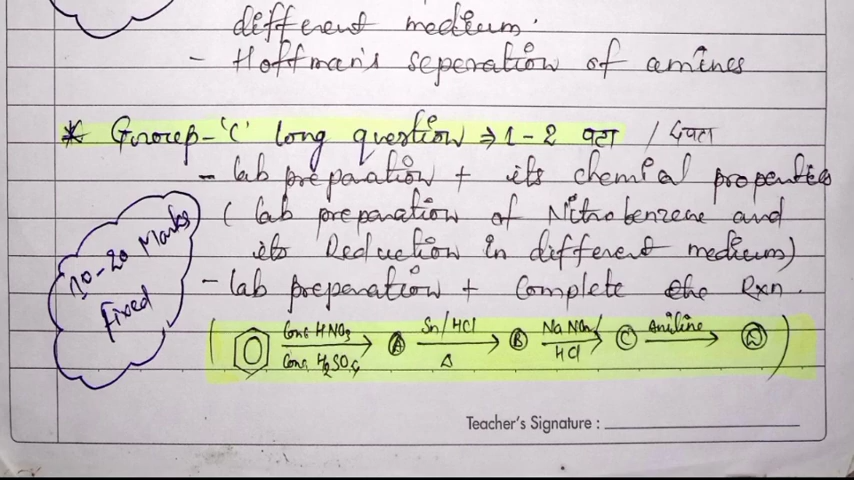 different medium.
- Hoffman's seperation of amines
* Group-'C' long question ⇒ 1-2 वटा /
- lab preparation + its chemical properties
( lab preparation of Nitrobenzene and
its Reduction in different medium)
- lab preparation + Complete the Rxn.
10-20 Marks
Fixed
( Conc HNO3 / Conc H2SO4 → A Sn/HCl / Δ → B NaNO2/ HCl → C Aniline → D )
Teacher's Signature :